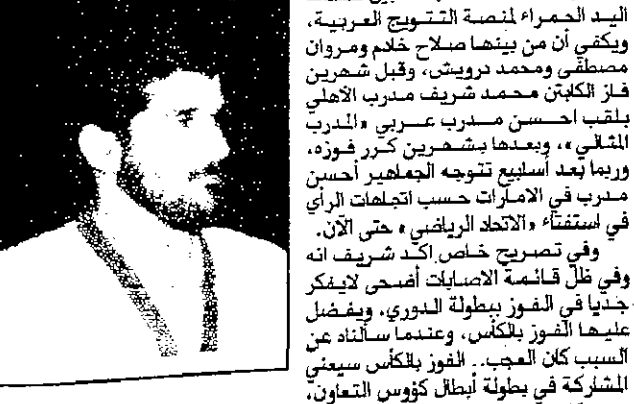 اليد الحمراء لمنصة التتويج العربية،
ويكفي أن من بينها صلاح خادم ومروان
مصطفى ومحمد درويش، وقبل شهرين
فاز الكابتن محمد شريف مدرب الأهلي
بلقب احسن مدرب عربي «المدرب
المثالي»، وبعدها بشهرين كرر فوزه،
وربما بعد أسابيع تتوجه الجماهير أحسن
مدرب في الامارات حسب اتجاهات الرأي
في استفتاء «الاتحاد الرياضي» حتى الآن.
وفي تصريح خاص اكد شريف انه
وفي ظل قائمة الاصابات أضحى لايفكر
جديا في الفوز ببطولة الدوري، ويفضل
عليها الفوز بالكأس، وعندما سألناه عن
السبب كان العجب.. الفوز بالكأس سيعني
المشاركة في بطولة أبطال كؤوس التعاون،